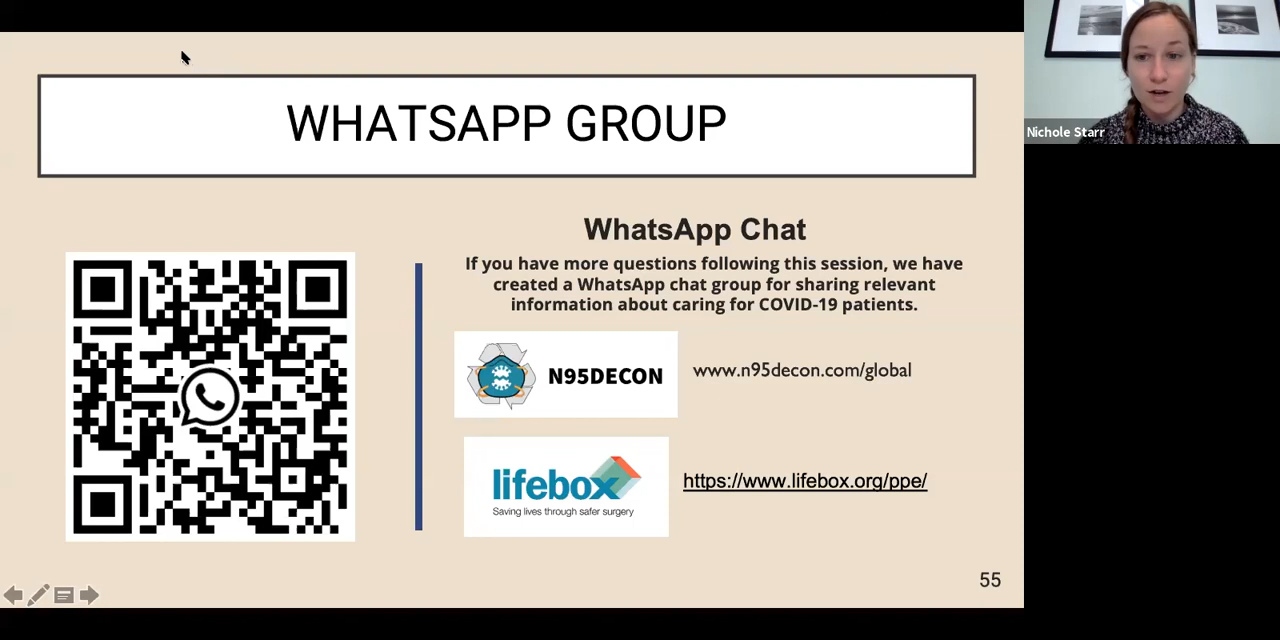 WHATSAPP GROUP
WhatsApp Chat
If you have more questions following this session, we have
created a WhatsApp chat group for sharing relevant
information about caring for COVID-19 patients.
N95DECON
www.n95decon.com/global
lifebox
Saving lives through safer surgery
https://www.lifebox.org/ppe/
55
Nichole Starr